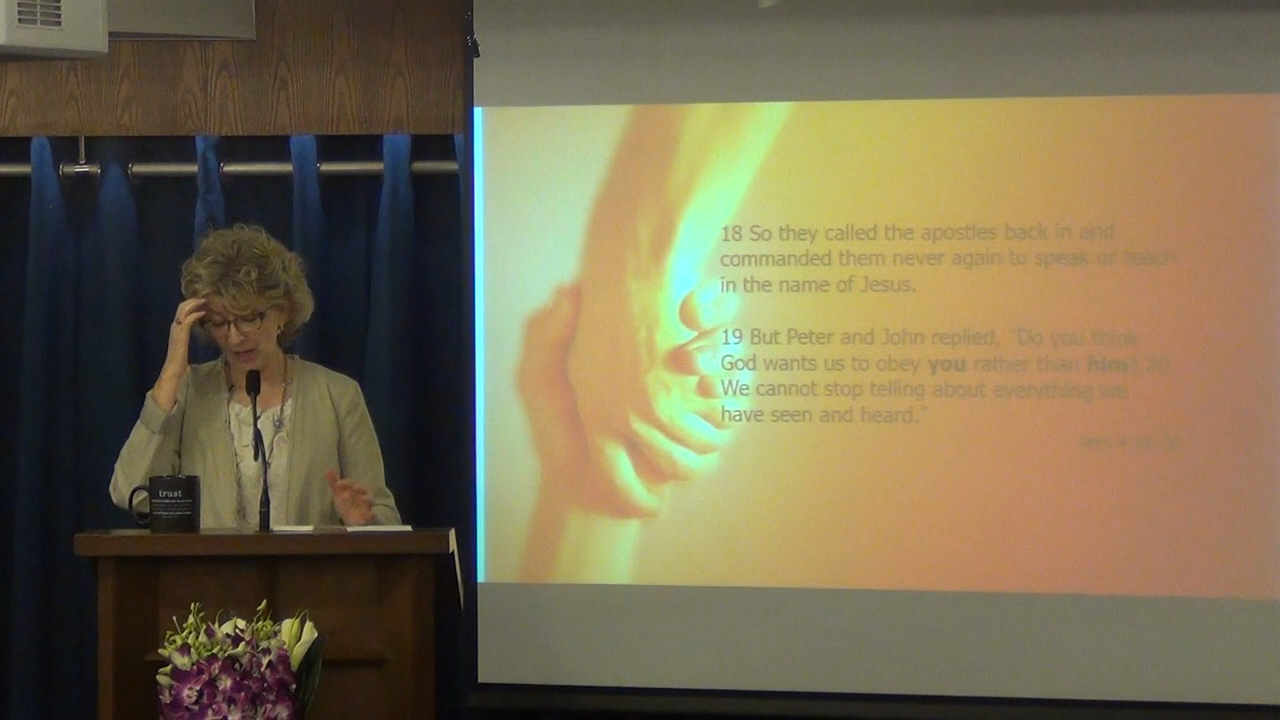 trust
18 So they called the apostles back in and
commanded them never again to speak or teach
in the name of Jesus.
19 But Peter and John replied, "Do you think
God wants us to obey you rather than him? 20
We cannot stop telling about everything we
have seen and heard."